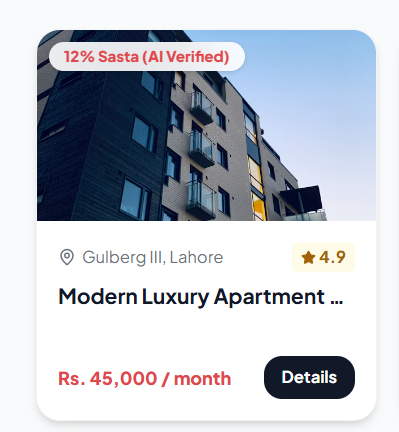 12% Sasta (AI Verified)
Gulberg III, Lahore
4.9
Modern Luxury Apartment ...
Rs. 45,000 / month
Details